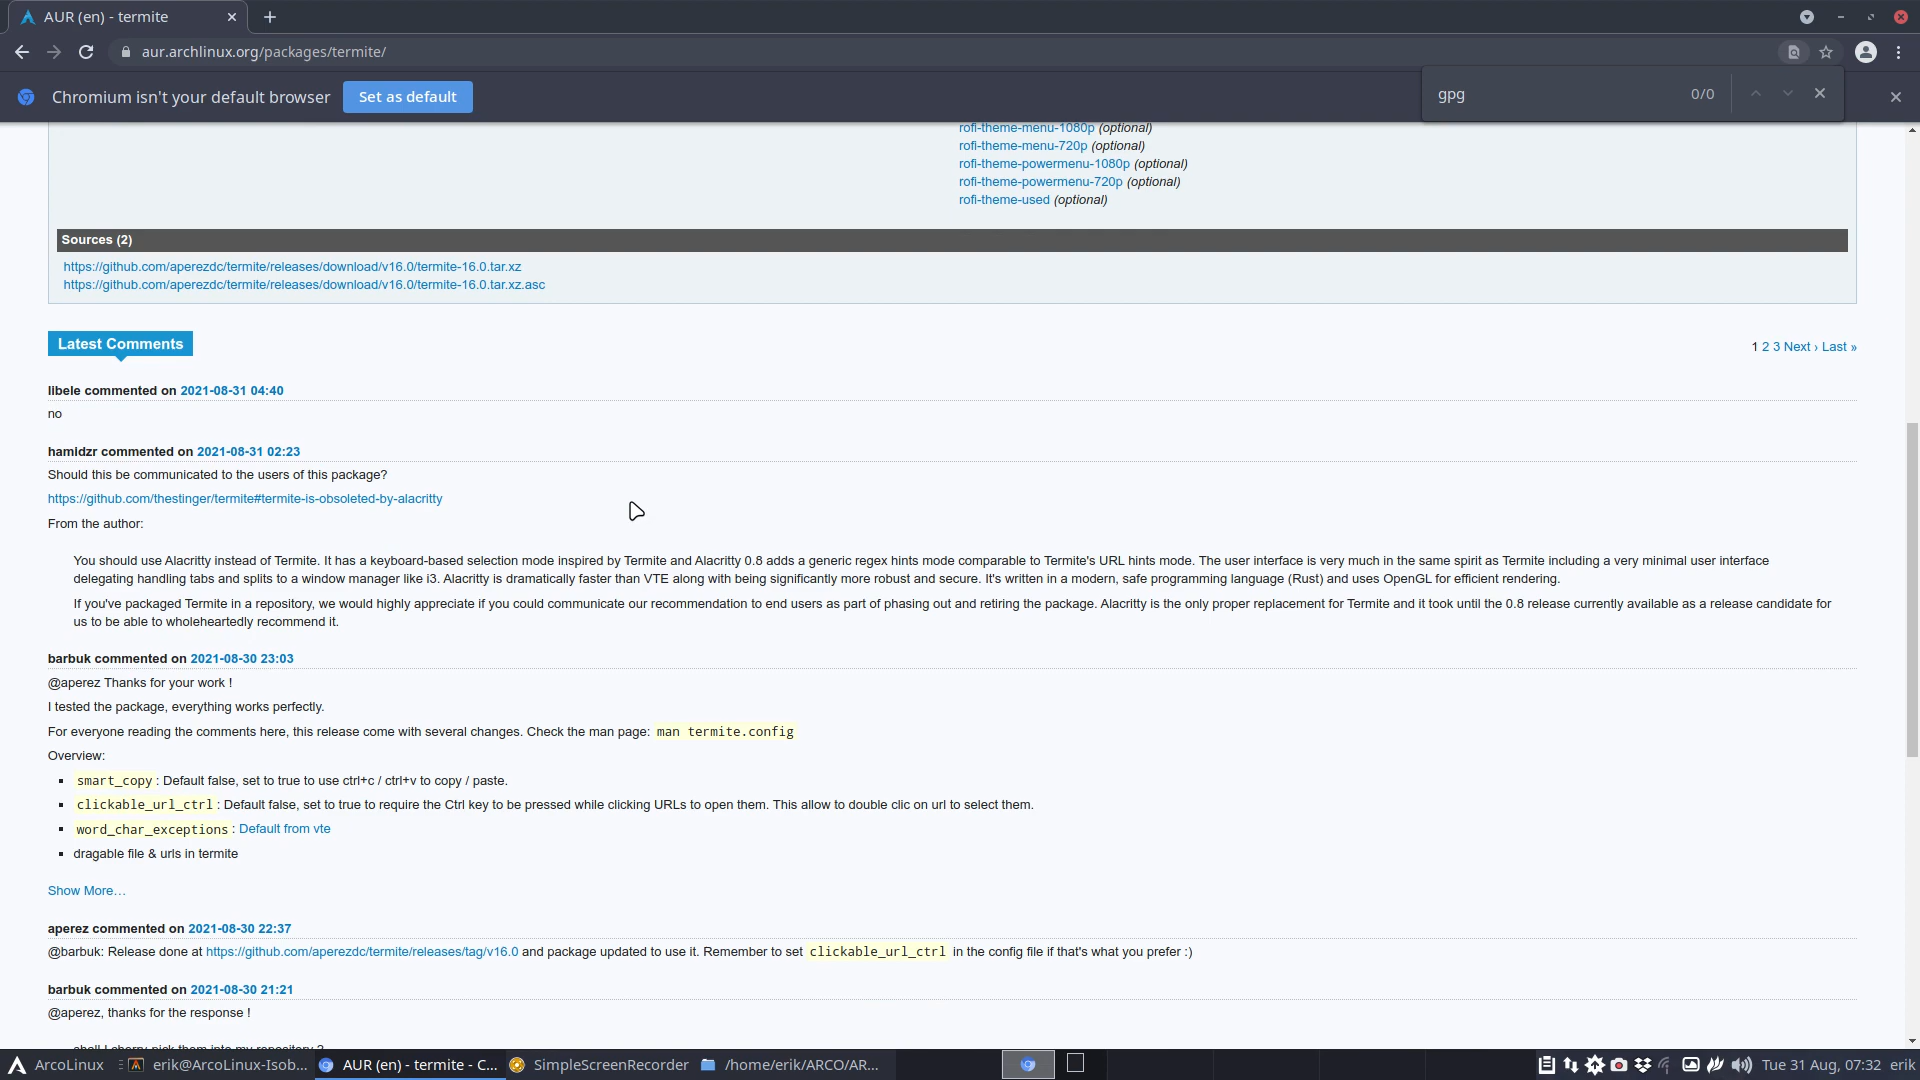 AUR (en) - termite
aur.archlinux.org/packages/termite/
Chromium isn't your default browser
Set as default
gpg
0/0
rofi-theme-menu-1080p (optional)
rofi-theme-menu-720p (optional)
rofi-theme-powermenu-1080p (optional)
rofi-theme-powermenu-720p (optional)
rofi-theme-used (optional)
Sources (2)
https://github.com/aperezdc/termite/releases/download/v16.0/termite-16.0.tar.xz
https://github.com/aperezdc/termite/releases/download/v16.0/termite-16.0.tar.xz.asc
Latest Comments
1 2 3 Next › Last »
libele commented on 2021-08-31 04:40
no
hamidzr commented on 2021-08-31 02:23
Should this be communicated to the users of this package?
https://github.com/thestinger/termite#termite-is-obsoleted-by-alacritty
From the author:
You should use Alacritty instead of Termite. It has a keyboard-based selection mode inspired by Termite and Alacritty 0.8 adds a generic regex hints mode comparable to Termite's URL hints mode. The user interface is very much in the same spirit as Termite including a very minimal user interface
delegating handling tabs and splits to a window manager like i3. Alacritty is dramatically faster than VTE along with being significantly more robust and secure. It's written in a modern, safe programming language (Rust) and uses OpenGL for efficient rendering.
If you've packaged Termite in a repository, we would highly appreciate if you could communicate our recommendation to end users as part of phasing out and retiring the package. Alacritty is the only proper replacement for Termite and it took until the 0.8 release currently available as a release candidate for
us to be able to wholeheartedly recommend it.
barbuk commented on 2021-08-30 23:03
@aperez Thanks for your work !
I tested the package, everything works perfectly.
For everyone reading the comments here, this release come with several changes. Check the man page: man termite.config
Overview:
▪ smart_copy : Default false, set to true to use ctrl+c / ctrl+v to copy / paste.
▪ clickable_url_ctrl : Default false, set to true to require the Ctrl key to be pressed while clicking URLs to open them. This allow to double clic on url to select them.
▪ word_char_exceptions : Default from vte
▪ dragable file & urls in termite
Show More…
aperez commented on 2021-08-30 22:37
@barbuk: Release done at https://github.com/aperezdc/termite/releases/tag/v16.0 and package updated to use it. Remember to set clickable_url_ctrl in the config file if that's what you prefer :)
barbuk commented on 2021-08-30 21:21
@aperez, thanks for the response !
shall I cherry-pick them into my repository ?
ArcoLinux
erik@ArcoLinux-Isob...
AUR (en) - termite - C...
SimpleScreenRecorder
/home/erik/ARCO/AR...
Tue 31 Aug, 07:32
erik